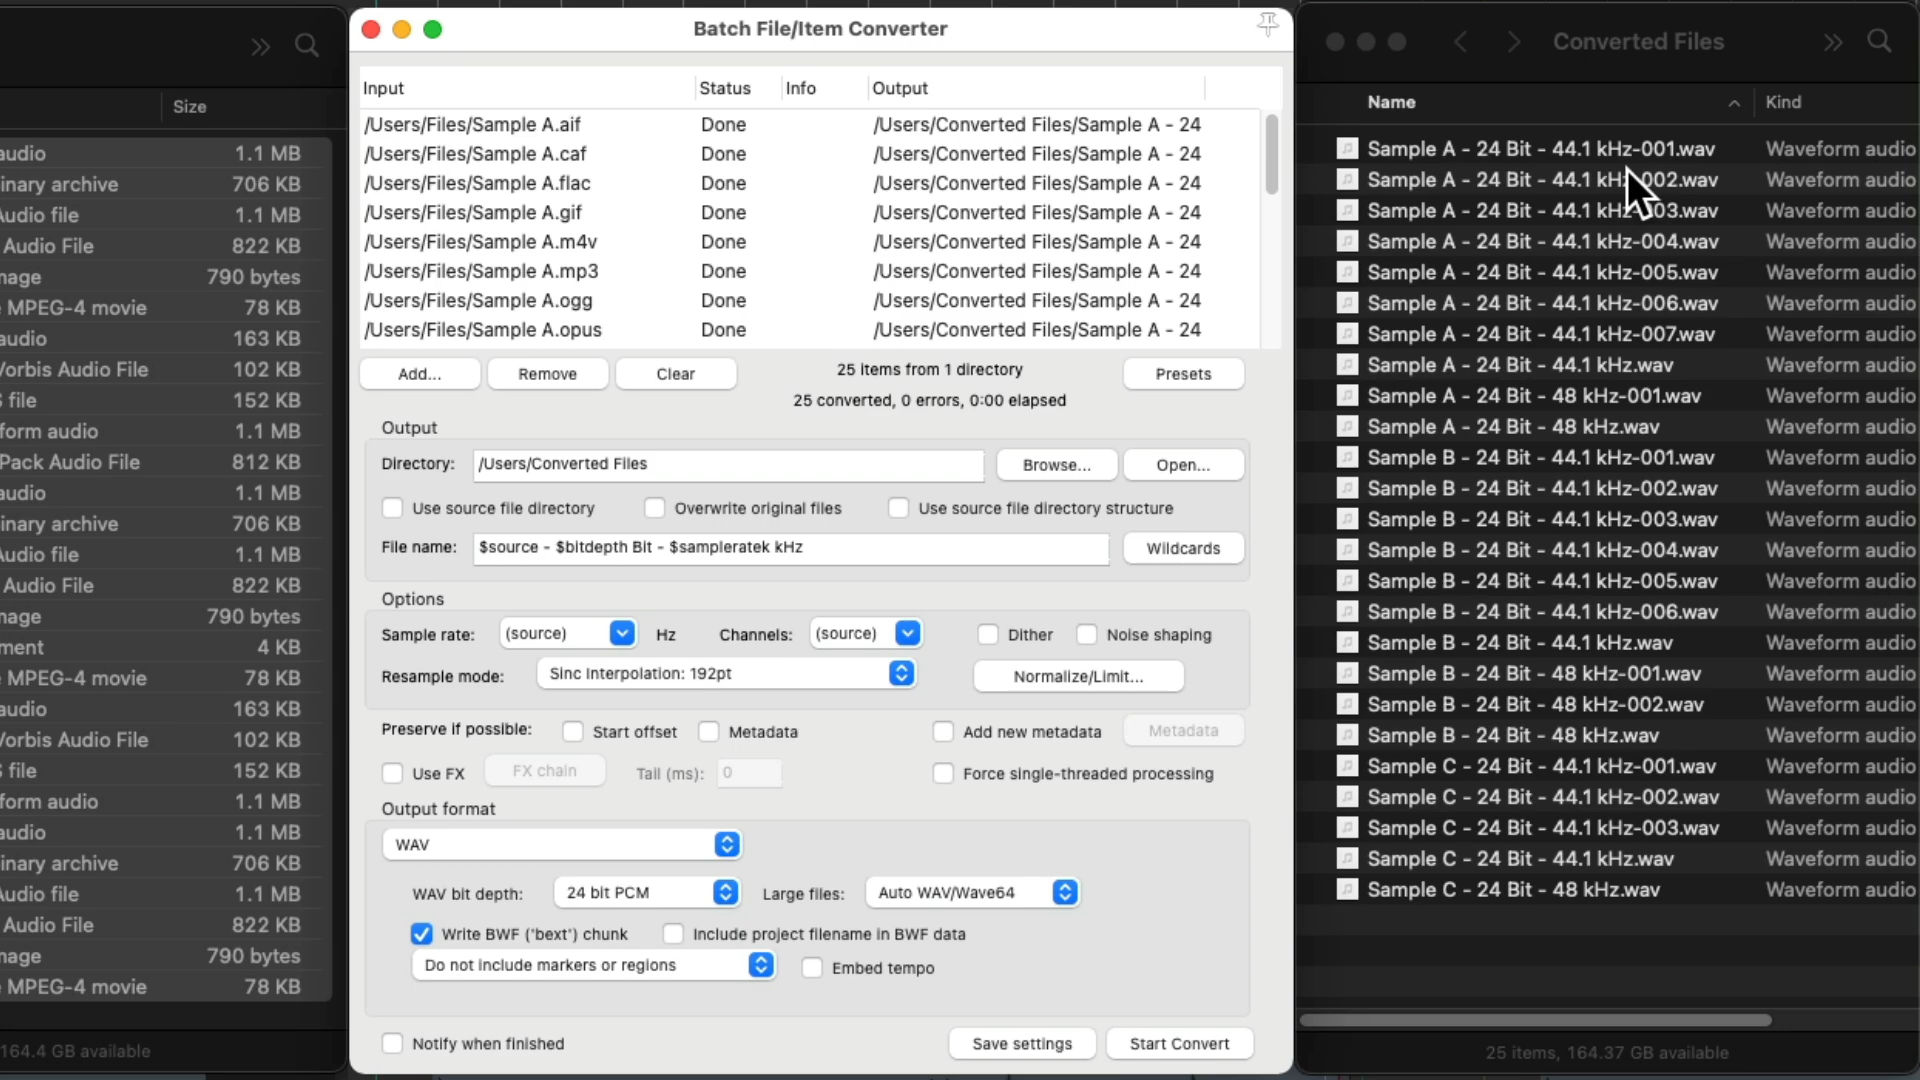 Size
audio 1.1 MB
inary archive 706 KB
Audio file 1.1 MB
Audio File 822 KB
mage 790 bytes
MPEG-4 movie 78 KB
audio 163 KB
Vorbis Audio File 102 KB
file 152 KB
form audio 1.1 MB
Pack Audio File 812 KB
audio 1.1 MB
inary archive 706 KB
Audio file 1.1 MB
Audio File 822 KB
mage 790 bytes
ment 4 KB
MPEG-4 movie 78 KB
audio 163 KB
Vorbis Audio File 102 KB
file 152 KB
form audio 1.1 MB
audio 1.1 MB
inary archive 706 KB
Audio file 1.1 MB
Audio File 822 KB
mage 790 bytes
MPEG-4 movie 78 KB
164.4 GB available
Batch File/Item Converter
Input Status Info Output
/Users/Files/Sample A.aif Done /Users/Converted Files/Sample A - 24
/Users/Files/Sample A.caf Done /Users/Converted Files/Sample A - 24
/Users/Files/Sample A.flac Done /Users/Converted Files/Sample A - 24
/Users/Files/Sample A.gif Done /Users/Converted Files/Sample A - 24
/Users/Files/Sample A.m4v Done /Users/Converted Files/Sample A - 24
/Users/Files/Sample A.mp3 Done /Users/Converted Files/Sample A - 24
/Users/Files/Sample A.ogg Done /Users/Converted Files/Sample A - 24
/Users/Files/Sample A.opus Done /Users/Converted Files/Sample A - 24
Add... Remove Clear 25 items from 1 directory Presets
25 converted, 0 errors, 0:00 elapsed
Output
Directory: /Users/Converted Files Browse... Open...
Use source file directory Overwrite original files Use source file directory structure
File name: $source - $bitdepth Bit - $sampleratek kHz Wildcards
Options
Sample rate: (source) Hz Channels: (source) Dither Noise shaping
Resample mode: Sinc Interpolation: 192pt Normalize/Limit...
Preserve if possible: Start offset Metadata Add new metadata Metadata
Use FX FX chain Tail (ms): 0 Force single-threaded processing
Output format
WAV
WAV bit depth: 24 bit PCM Large files: Auto WAV/Wave64
Write BWF ('bext') chunk Include project filename in BWF data
Do not include markers or regions Embed tempo
Notify when finished Save settings Start Convert
Converted Files
Name Kind
Sample A - 24 Bit - 44.1 kHz-001.wav Waveform audio
Sample A - 24 Bit - 44.1 kHz-002.wav Waveform audio
Sample A - 24 Bit - 44.1 kHz-003.wav Waveform audio
Sample A - 24 Bit - 44.1 kHz-004.wav Waveform audio
Sample A - 24 Bit - 44.1 kHz-005.wav Waveform audio
Sample A - 24 Bit - 44.1 kHz-006.wav Waveform audio
Sample A - 24 Bit - 44.1 kHz-007.wav Waveform audio
Sample A - 24 Bit - 44.1 kHz.wav Waveform audio
Sample A - 24 Bit - 48 kHz-001.wav Waveform audio
Sample A - 24 Bit - 48 kHz.wav Waveform audio
Sample B - 24 Bit - 44.1 kHz-001.wav Waveform audio
Sample B - 24 Bit - 44.1 kHz-002.wav Waveform audio
Sample B - 24 Bit - 44.1 kHz-003.wav Waveform audio
Sample B - 24 Bit - 44.1 kHz-004.wav Waveform audio
Sample B - 24 Bit - 44.1 kHz-005.wav Waveform audio
Sample B - 24 Bit - 44.1 kHz-006.wav Waveform audio
Sample B - 24 Bit - 44.1 kHz.wav Waveform audio
Sample B - 24 Bit - 48 kHz-001.wav Waveform audio
Sample B - 24 Bit - 48 kHz-002.wav Waveform audio
Sample B - 24 Bit - 48 kHz.wav Waveform audio
Sample C - 24 Bit - 44.1 kHz-001.wav Waveform audio
Sample C - 24 Bit - 44.1 kHz-002.wav Waveform audio
Sample C - 24 Bit - 44.1 kHz-003.wav Waveform audio
Sample C - 24 Bit - 44.1 kHz.wav Waveform audio
Sample C - 24 Bit - 48 kHz.wav Waveform audio
25 items, 164.37 GB available